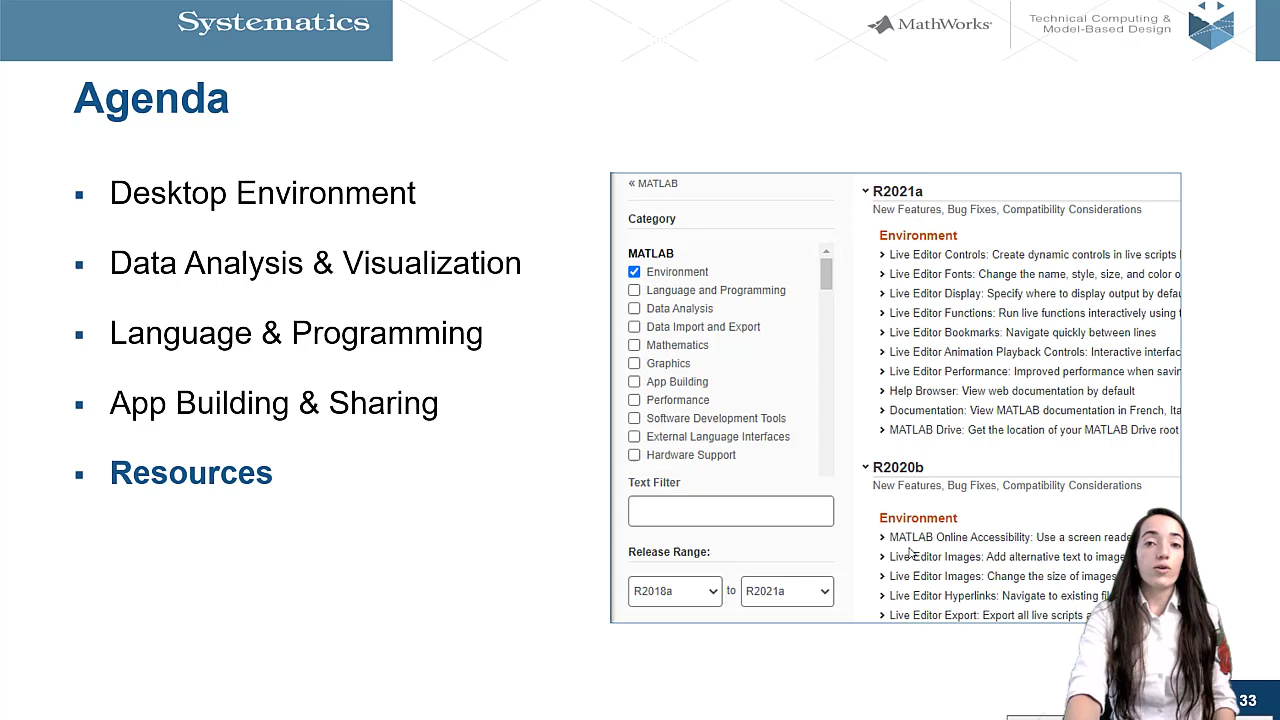 Systematics
MathWorks®
Technical Computing &
Model-Based Design
Agenda
Desktop Environment
Data Analysis & Visualization
Language & Programming
App Building & Sharing
Resources
« MATLAB
Category
MATLAB
Environment
Language and Programming
Data Analysis
Data Import and Export
Mathematics
Graphics
App Building
Performance
Software Development Tools
External Language Interfaces
Hardware Support
Text Filter
Release Range:
R2018a to R2021a
R2021a
New Features, Bug Fixes, Compatibility Considerations
Environment
Live Editor Controls: Create dynamic controls in live scripts
Live Editor Fonts: Change the name, style, size, and color o
Live Editor Display: Specify where to display output by defau
Live Editor Functions: Run live functions interactively using t
Live Editor Bookmarks: Navigate quickly between lines
Live Editor Animation Playback Controls: Interactive interfac
Live Editor Performance: Improved performance when savin
Help Browser: View web documentation by default
Documentation: View MATLAB documentation in French, Ita
MATLAB Drive: Get the location of your MATLAB Drive root
R2020b
New Features, Bug Fixes, Compatibility Considerations
Environment
MATLAB Online Accessibility: Use a screen reade
Live Editor Images: Add alternative text to image
Live Editor Images: Change the size of images
Live Editor Hyperlinks: Navigate to existing fil
Live Editor Export: Export all live scripts a
33